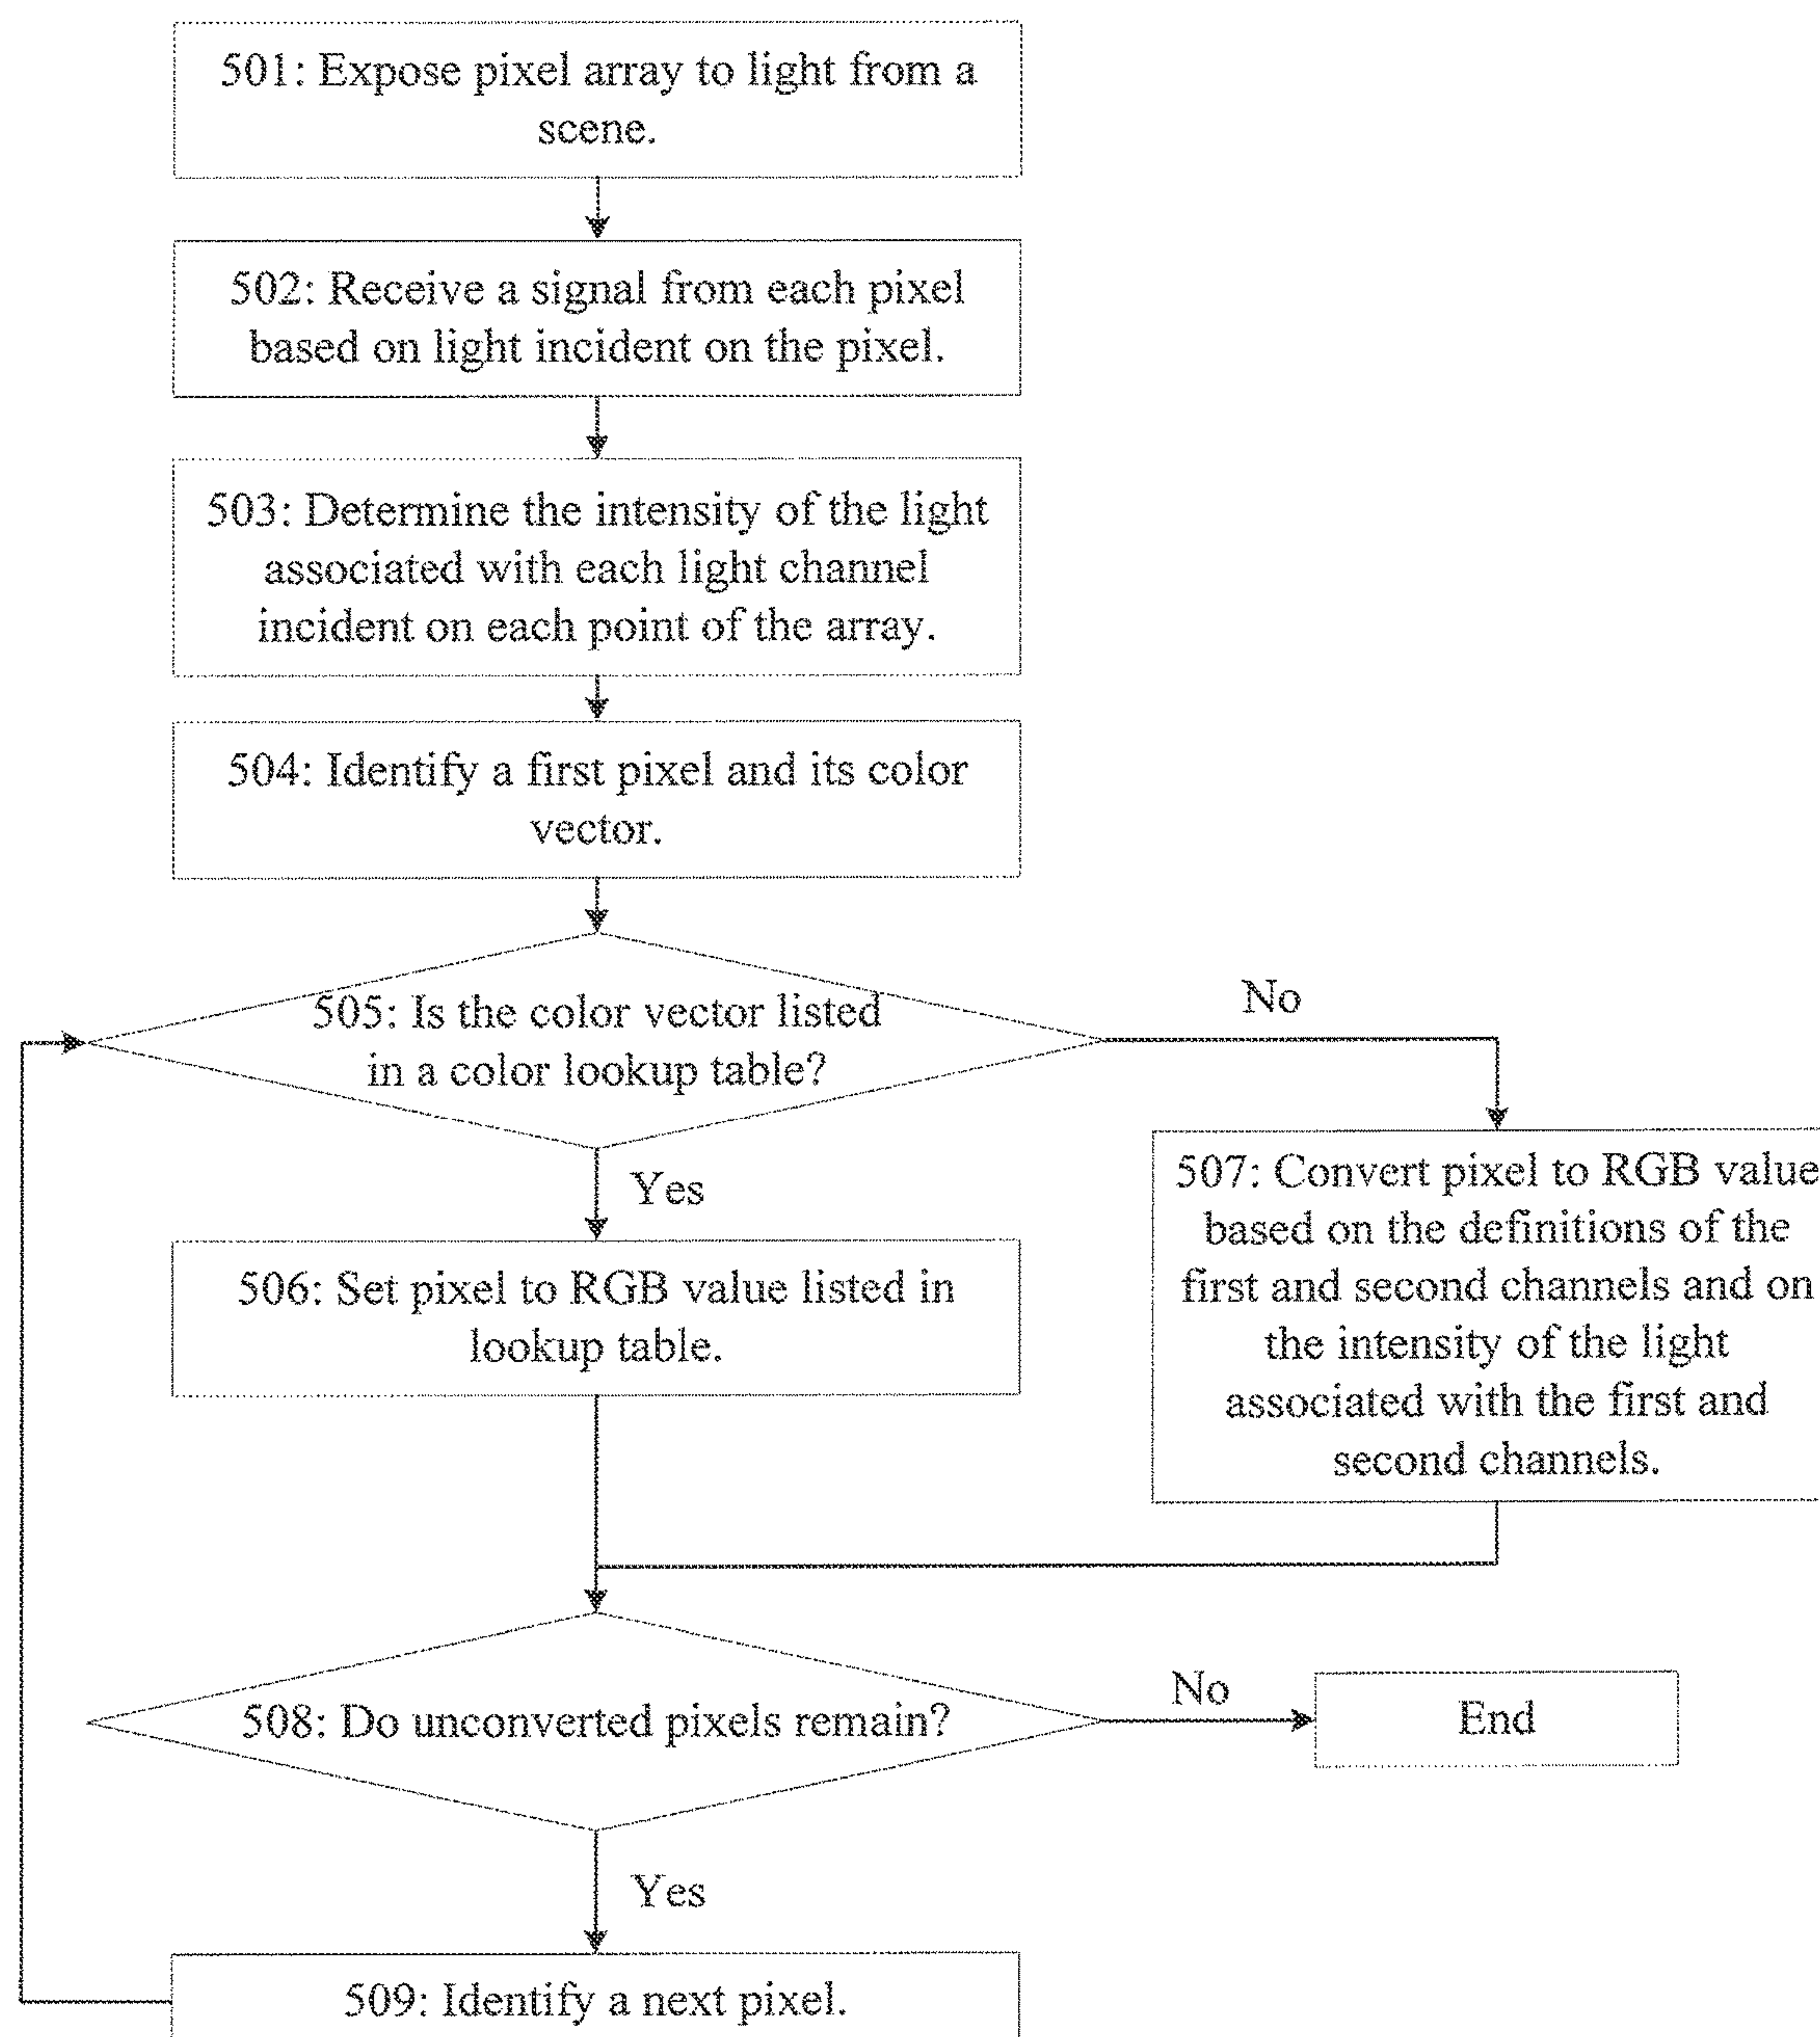 501: Expose pixel array to light from a
scene.
502: Receive a signal from each pixel
based on light incident on the pixel.
503: Determine the intensity of the light
associated with each light channel
incident on each point of the array.
504: Identify a first pixel and its color
vector.
505: Is the color vector listed
in a color lookup table?
No
Yes
506: Set pixel to RGB value listed in
lookup table.
507: Convert pixel to RGB value
based on the definitions of the
first and second channels and on
the intensity of the light
associated with the first and
second channels.
508: Do unconverted pixels remain?
No
End
Yes
509: Identify a next pixel.